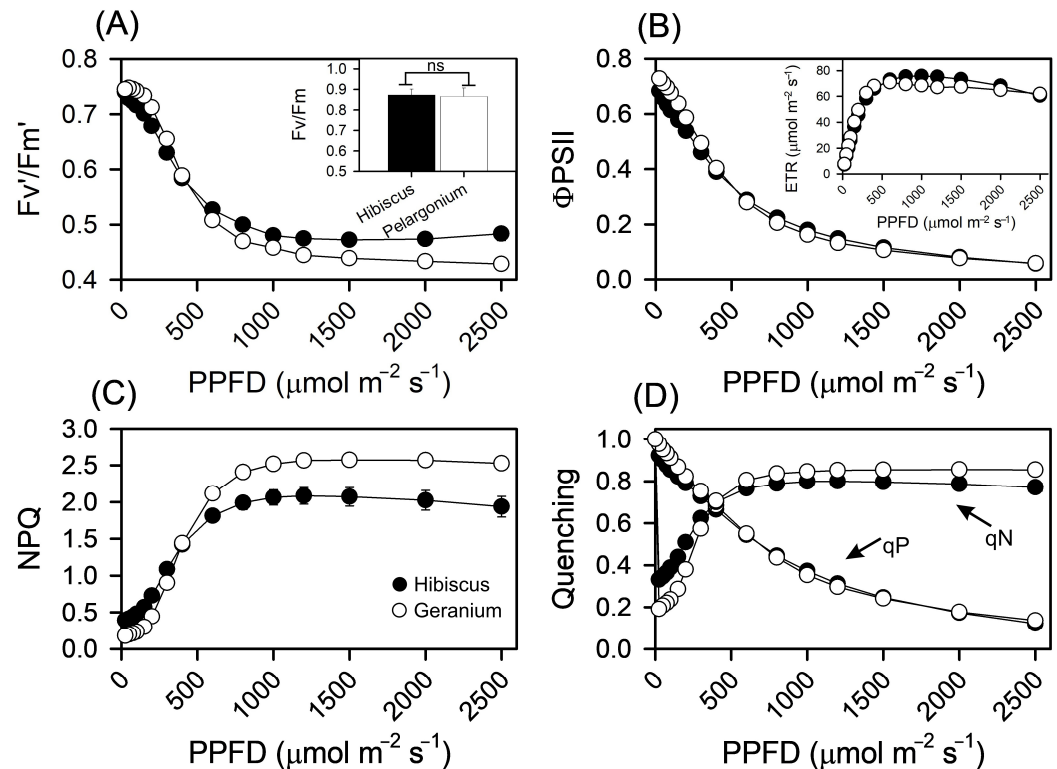 (A)
Fv'/Fm'
0.8
0.7
0.6
0.5
0.4
0
500
1000
1500
2000
2500
PPFD (μmol m⁻² s⁻¹)
Fv/Fm
1.0
0.9
0.8
0.7
0.6
0.5
ns
Hibiscus
Pelargonium
(B)
ΦPSII
0.8
0.6
0.4
0.2
0.0
0
500
1000
1500
2000
2500
PPFD (μmol m⁻² s⁻¹)
ETR (μmol m⁻² s⁻¹)
80
60
40
20
0
0
500
1000
1500
2000
2500
PPFD (μmol m⁻² s⁻¹)
(C)
NPQ
3.0
2.5
2.0
1.5
1.0
0.5
0.0
Hibiscus
Geranium
0
500
1000
1500
2000
2500
PPFD (μmol m⁻² s⁻¹)
(D)
Quenching
1.0
0.8
0.6
0.4
0.2
0.0
qN
qP
0
500
1000
1500
2000
2500
PPFD (μmol m⁻² s⁻¹)